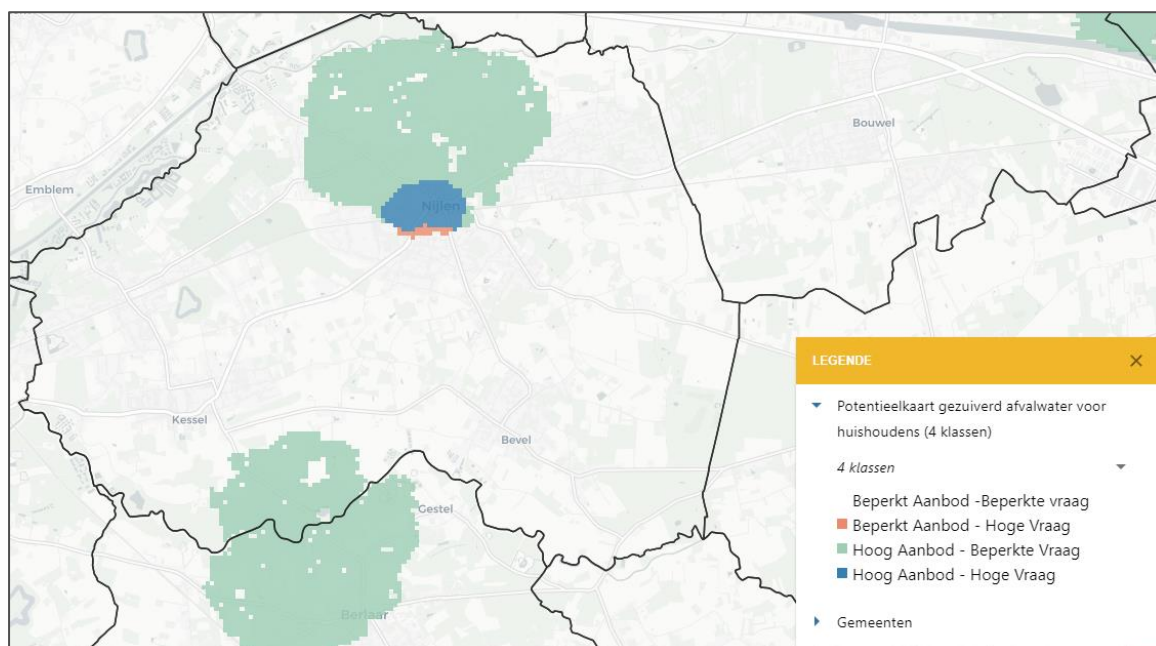 Bouwel
Emblem
Nijlen
Kessel
Bevel
Gestel
Berlaar
LEGENDE
Potentieelkaart gezuiverd afvalwater voor
huishoudens (4 klassen)
4 klassen
Beperkt Aanbod -Beperkte vraag
Beperkt Aanbod - Hoge Vraag
Hoog Aanbod - Beperkte Vraag
Hoog Aanbod - Hoge Vraag
Gemeenten